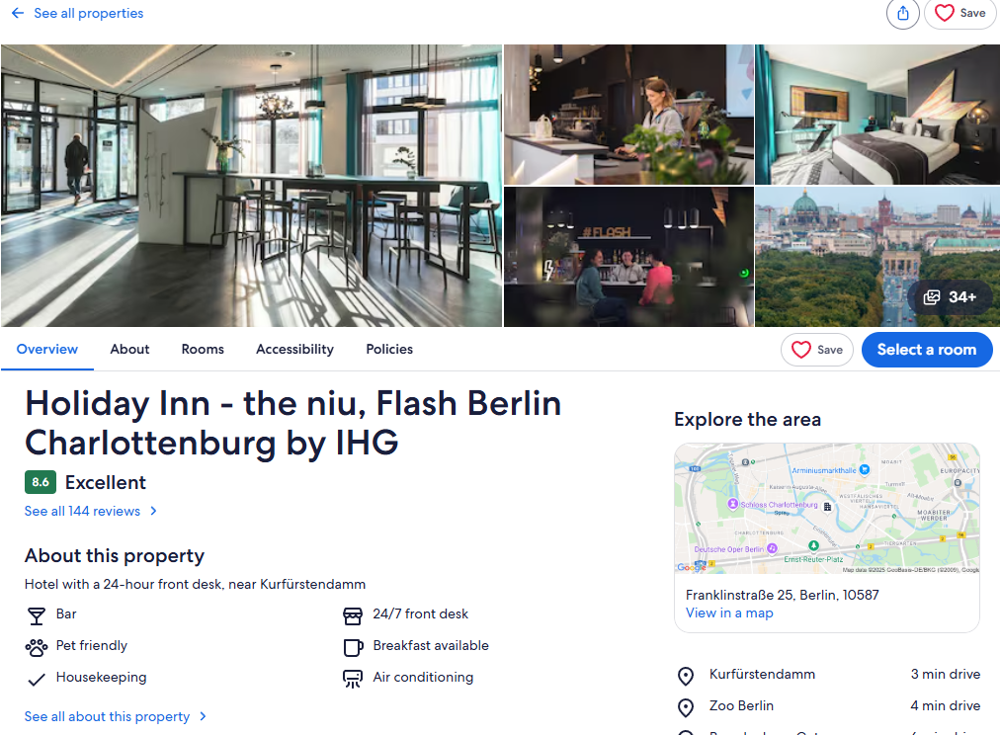 See all properties
Save
#FLASH
34+
Overview
About
Rooms
Accessibility
Policies
Save
Select a room
Holiday Inn - the niu, Flash Berlin
Charlottenburg by IHG
8.6 Excellent
See all 144 reviews
About this property
Hotel with a 24-hour front desk, near Kurfürstendamm
Bar
24/7 front desk
Pet friendly
Breakfast available
Housekeeping
Air conditioning
See all about this property
Explore the area
Arminiusmarkthalle
MOABIT
EUROPACITY
Schloss Charlottenburg
Spree
HANSAVIERTEL
MOABITER
WERDER
CHARLOTTENBURG
Deutsche Oper Berlin
TIERGARTEN
Ernst-Reuter-Platz
Google
Map data ©2025 GeoBasis-DE/BKG (©2009), Google
Franklinstraße 25, Berlin, 10587
View in a map
Kurfürstendamm
3 min drive
Zoo Berlin
4 min drive